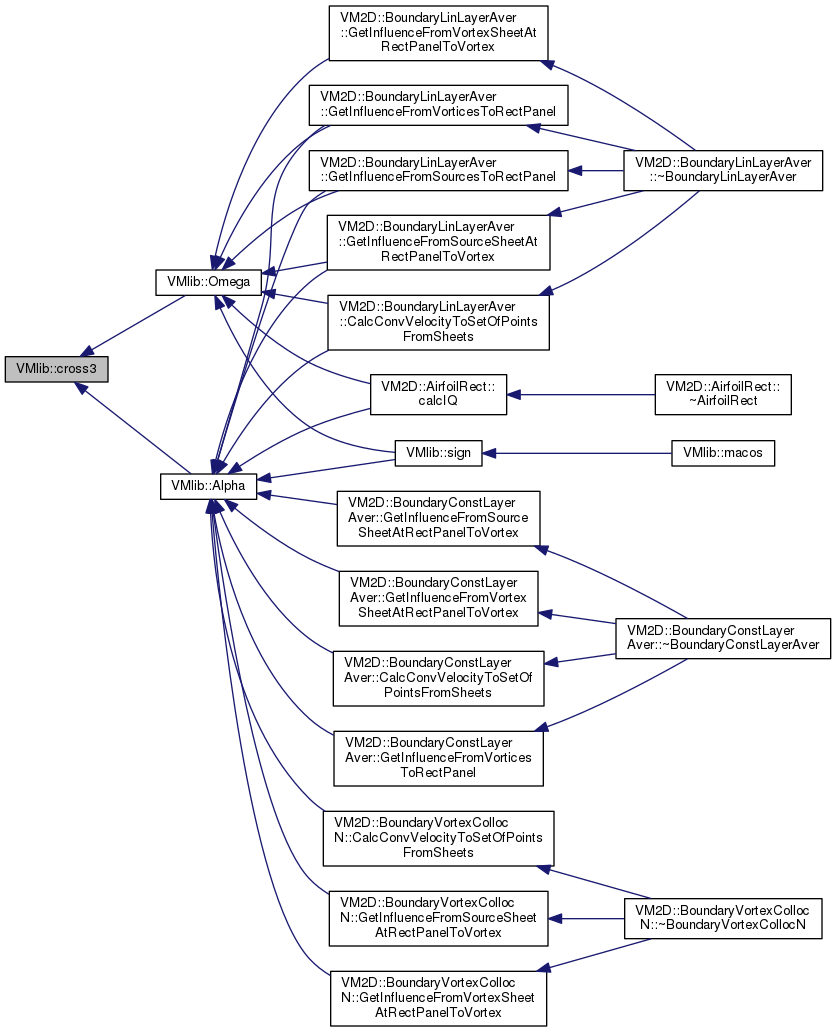 VM2D::BoundaryLinLayerAver
::GetInfluenceFromVortexSheetAt
RectPanelToVortex
VM2D::BoundaryLinLayerAver
::GetInfluenceFromVorticesToRectPanel
VM2D::BoundaryLinLayerAver
::GetInfluenceFromSourcesToRectPanel
VM2D::BoundaryLinLayerAver
::~BoundaryLinLayerAver
VM2D::BoundaryLinLayerAver
::GetInfluenceFromSourceSheetAt
RectPanelToVortex
VMlib::Omega
VM2D::BoundaryLinLayerAver
::CalcConvVelocityToSetOfPoints
FromSheets
VMlib::cross3
VM2D::AirfoilRect::
calcIQ
VM2D::AirfoilRect::
~AirfoilRect
VMlib::sign
VMlib::macos
VMlib::Alpha
VM2D::BoundaryConstLayer
Aver::GetInfluenceFromSource
SheetAtRectPanelToVortex
VM2D::BoundaryConstLayer
Aver::GetInfluenceFromVortex
SheetAtRectPanelToVortex
VM2D::BoundaryConstLayer
Aver::~BoundaryConstLayerAver
VM2D::BoundaryConstLayer
Aver::CalcConvVelocityToSetOf
PointsFromSheets
VM2D::BoundaryConstLayer
Aver::GetInfluenceFromVortices
ToRectPanel
VM2D::BoundaryVortexColloc
N::CalcConvVelocityToSetOfPoints
FromSheets
VM2D::BoundaryVortexColloc
N::GetInfluenceFromSourceSheet
AtRectPanelToVortex
VM2D::BoundaryVortexColloc
N::~BoundaryVortexCollocN
VM2D::BoundaryVortexColloc
N::GetInfluenceFromVortexSheet
AtRectPanelToVortex